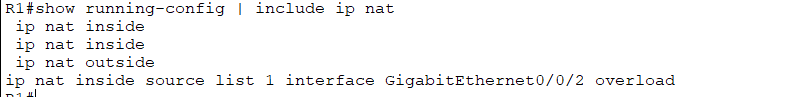 R1#show running-config | include ip nat
ip nat inside
ip nat inside
ip nat outside
ip nat inside source list 1 interface GigabitEthernet0/0/2 overload
R1#